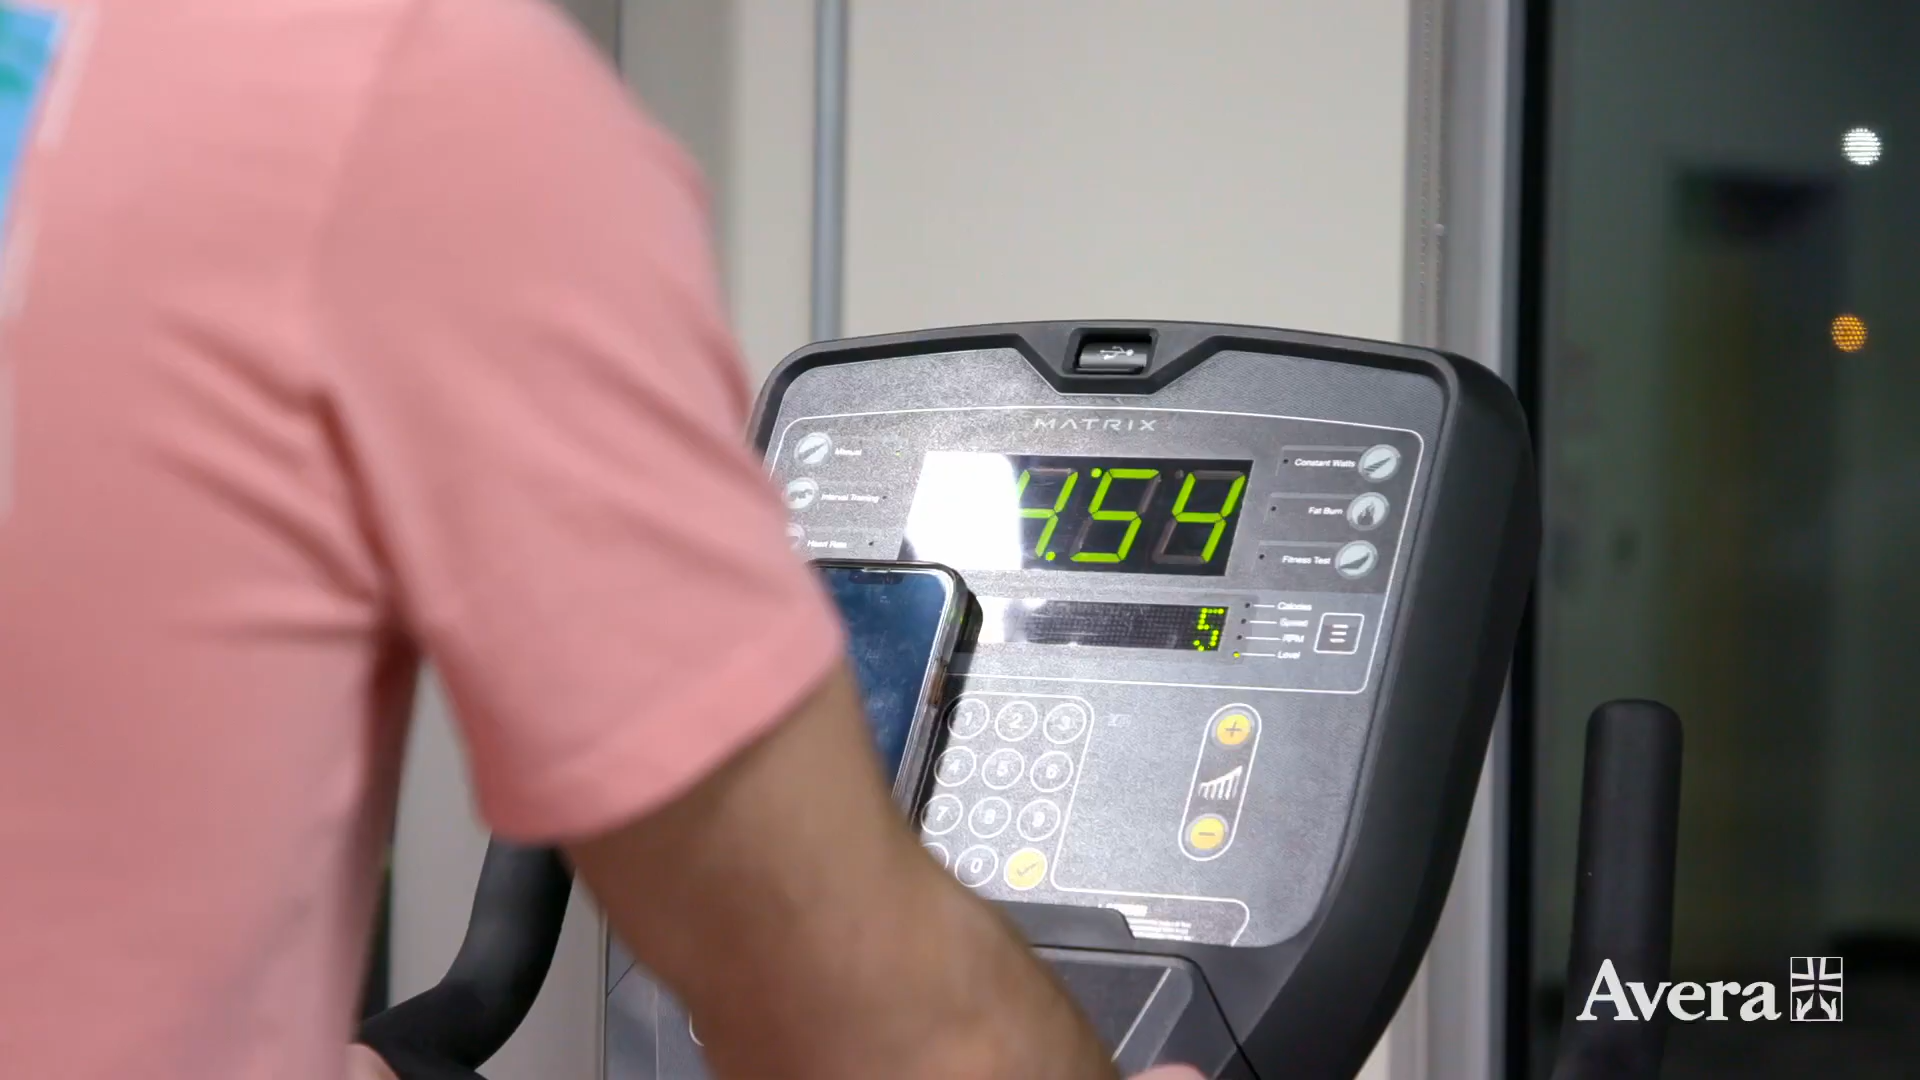 MATRIX
Manual
Interval Training
Heart Rate
4:54
Constant Watts
Fat Burn
Fitness Test
5
Calories
Speed
RPM
Level
1 2 3
4 5 6
7 8 9
0
+
-
Avera